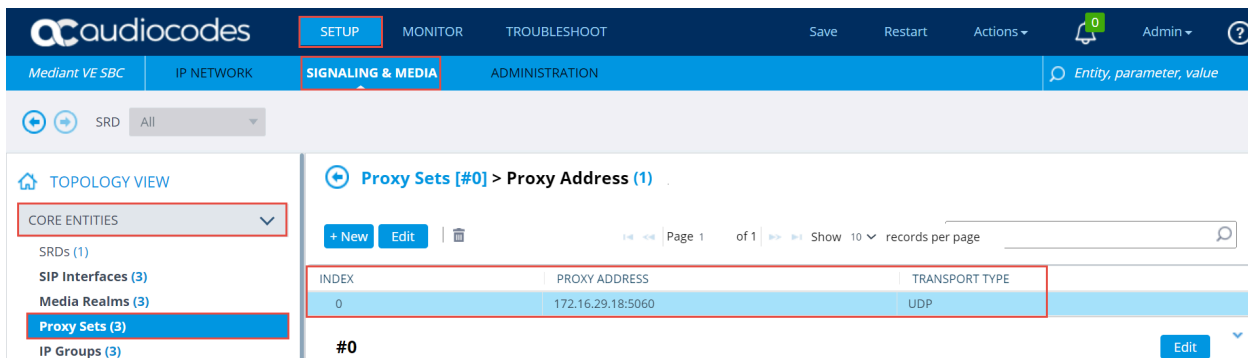 audiocodes SETUP MONITOR TROUBLESHOOT Save Restart Actions 0 Admin ?
Mediant VE SBC IP NETWORK SIGNALING & MEDIA ADMINISTRATION Entity, parameter, value
SRD All
TOPOLOGY VIEW
CORE ENTITIES
SRDs (1)
SIP Interfaces (3)
Media Realms (3)
Proxy Sets (3)
IP Groups (3)
Proxy Sets [#0] > Proxy Address (1)
+ New Edit Page 1 of 1 Show 10 records per page
INDEX PROXY ADDRESS TRANSPORT TYPE
0 172.16.29.18:5060 UDP
#0 Edit